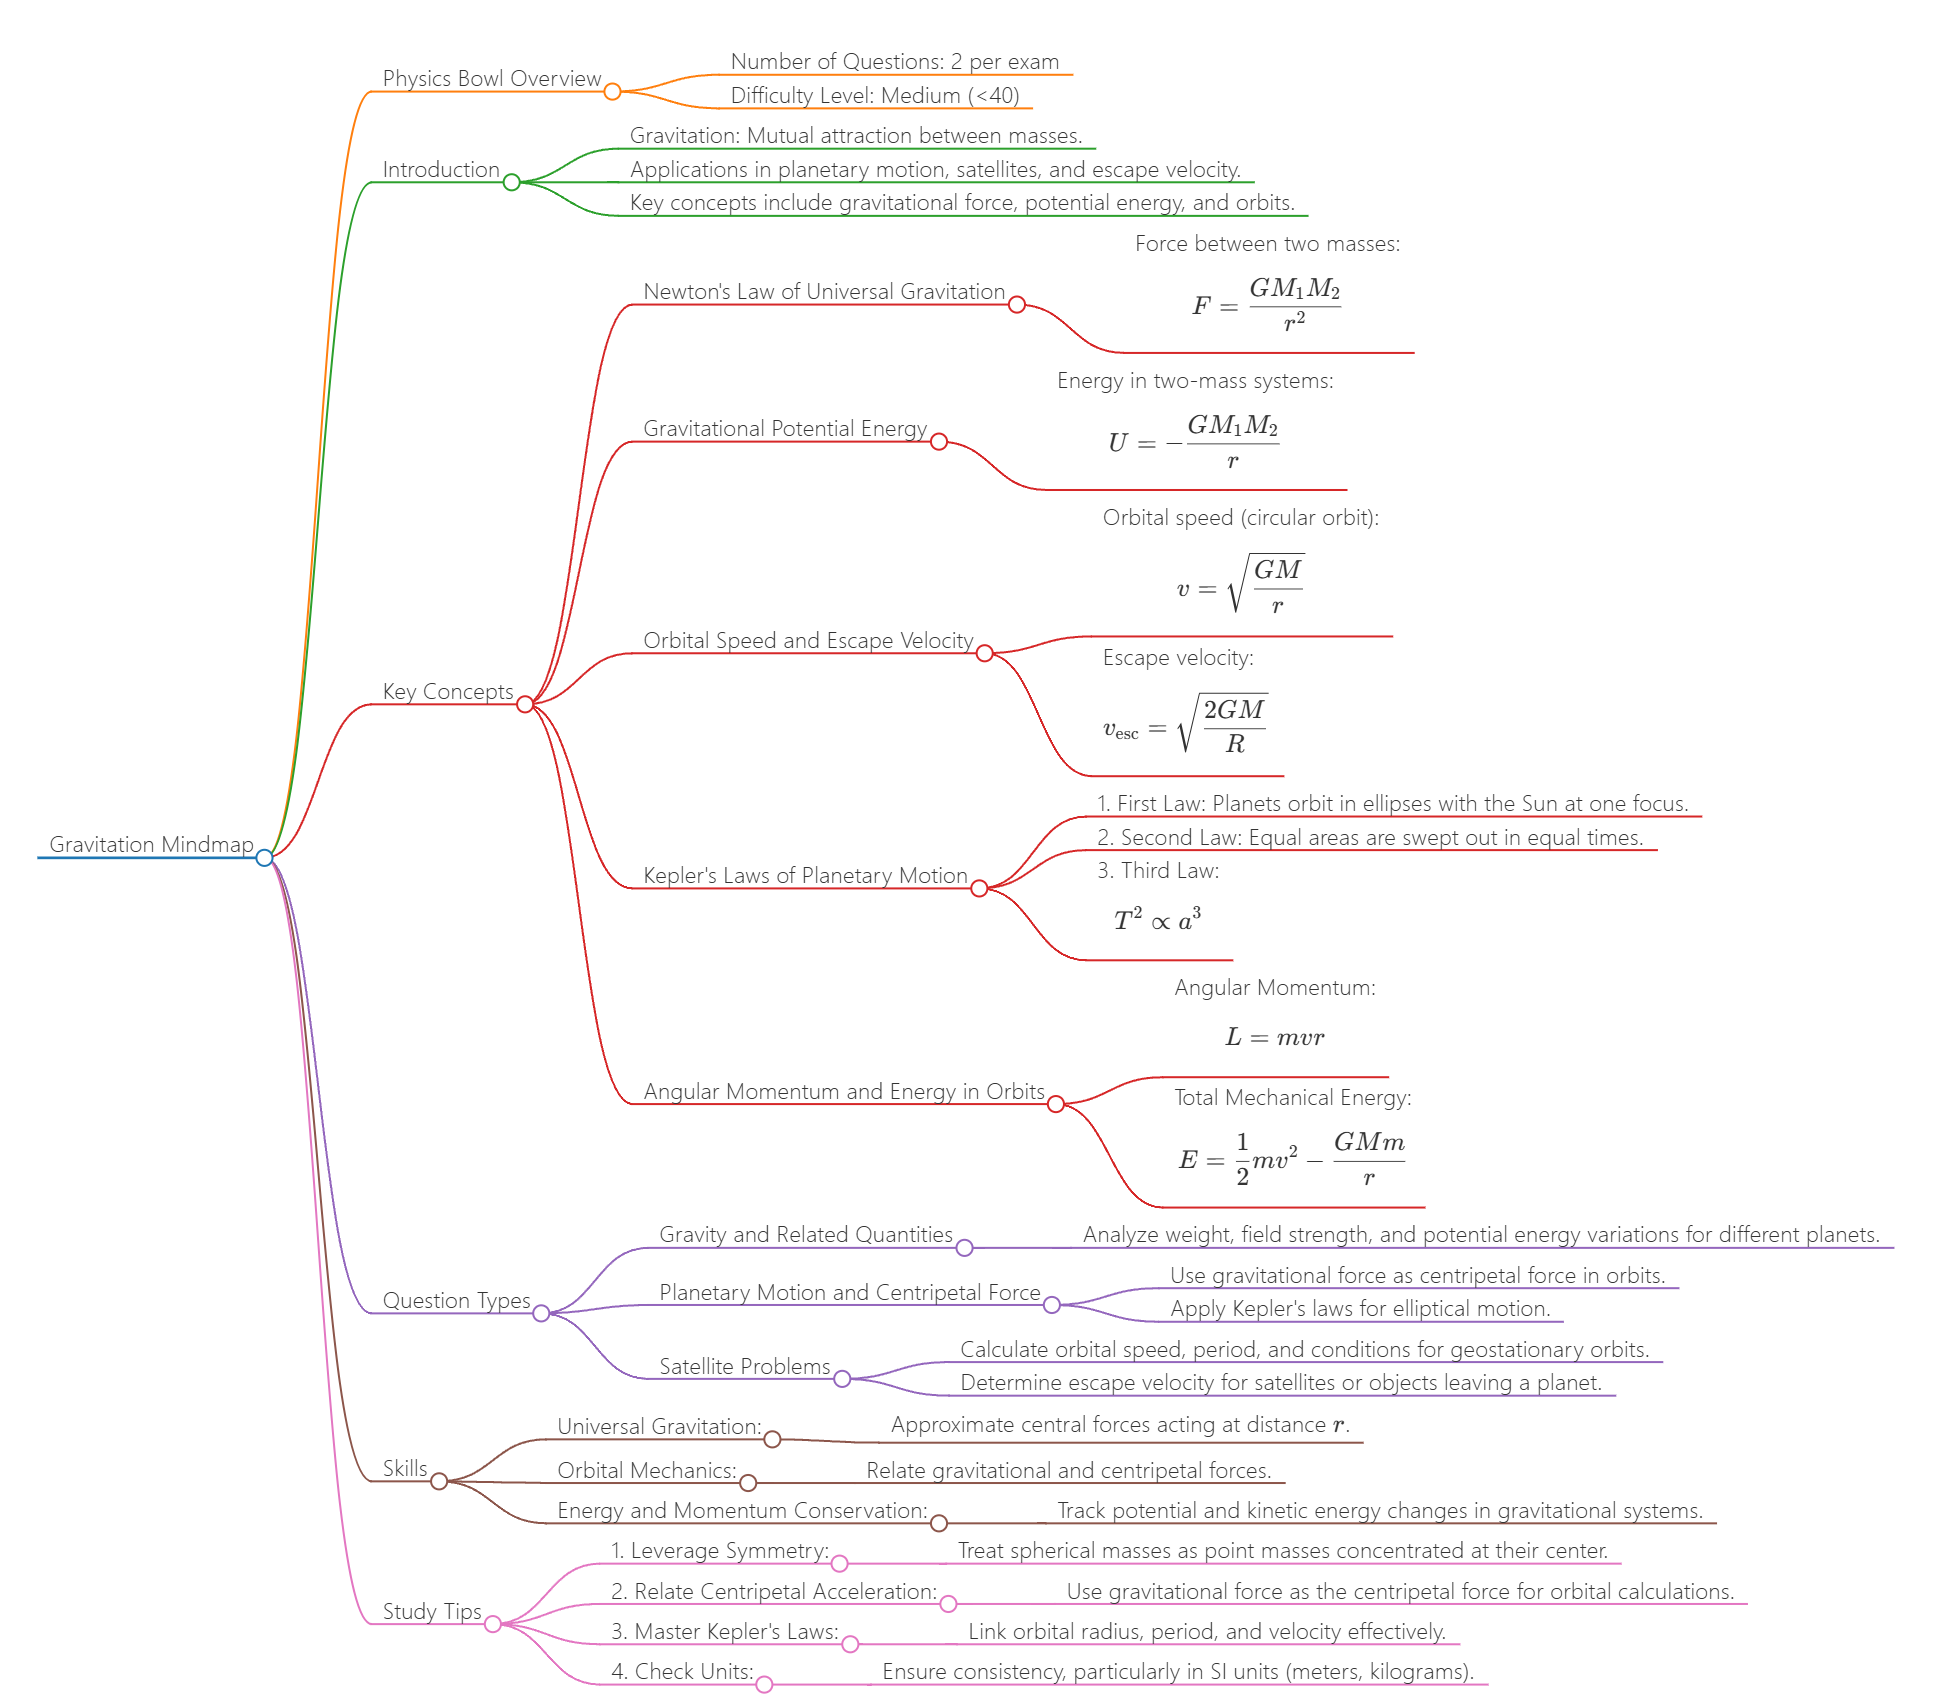 Gravitation Mindmap
Physics Bowl Overview
Number of Questions: 2 per exam
Difficulty Level: Medium (<40)
Introduction
Gravitation: Mutual attraction between masses.
Applications in planetary motion, satellites, and escape velocity.
Key concepts include gravitational force, potential energy, and orbits.
Key Concepts
Newton's Law of Universal Gravitation
Force between two masses:
$F = \frac{GM_1M_2}{r^2}$
Gravitational Potential Energy
Energy in two-mass systems:
$U = -\frac{GM_1M_2}{r}$
Orbital Speed and Escape Velocity
Orbital speed (circular orbit):
$v = \sqrt{\frac{GM}{r}}$
Escape velocity:
$v_{\text{esc}} = \sqrt{\frac{2GM}{R}}$
Kepler's Laws of Planetary Motion
1. First Law: Planets orbit in ellipses with the Sun at one focus.
2. Second Law: Equal areas are swept out in equal times.
3. Third Law:
$T^2 \propto a^3$
Angular Momentum and Energy in Orbits
Angular Momentum:
$L = mvr$
Total Mechanical Energy:
$E = \frac{1}{2}mv^2 - \frac{GMm}{r}$
Question Types
Gravity and Related Quantities
Analyze weight, field strength, and potential energy variations for different planets.
Planetary Motion and Centripetal Force
Use gravitational force as centripetal force in orbits.
Apply Kepler's laws for elliptical motion.
Satellite Problems
Calculate orbital speed, period, and conditions for geostationary orbits.
Determine escape velocity for satellites or objects leaving a planet.
Skills
Universal Gravitation:
Approximate central forces acting at distance $r$.
Orbital Mechanics:
Relate gravitational and centripetal forces.
Energy and Momentum Conservation:
Track potential and kinetic energy changes in gravitational systems.
Study Tips
1. Leverage Symmetry:
Treat spherical masses as point masses concentrated at their center.
2. Relate Centripetal Acceleration:
Use gravitational force as the centripetal force for orbital calculations.
3. Master Kepler's Laws:
Link orbital radius, period, and velocity effectively.
4. Check Units:
Ensure consistency, particularly in SI units (meters, kilograms).